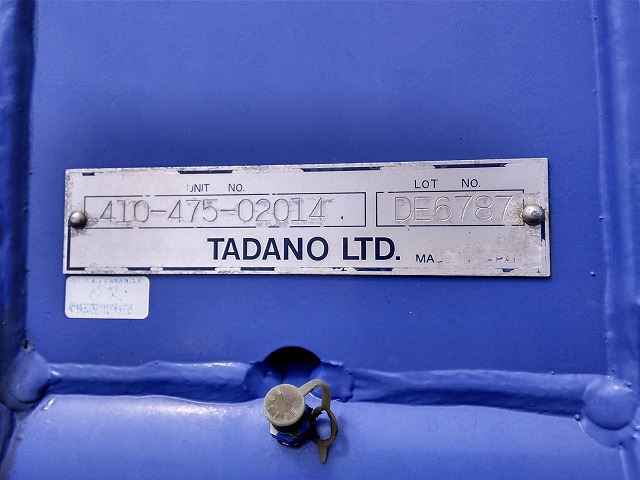 UNIT NO. LOT NO.
410-475-02014 DE6787
TADANO LTD.